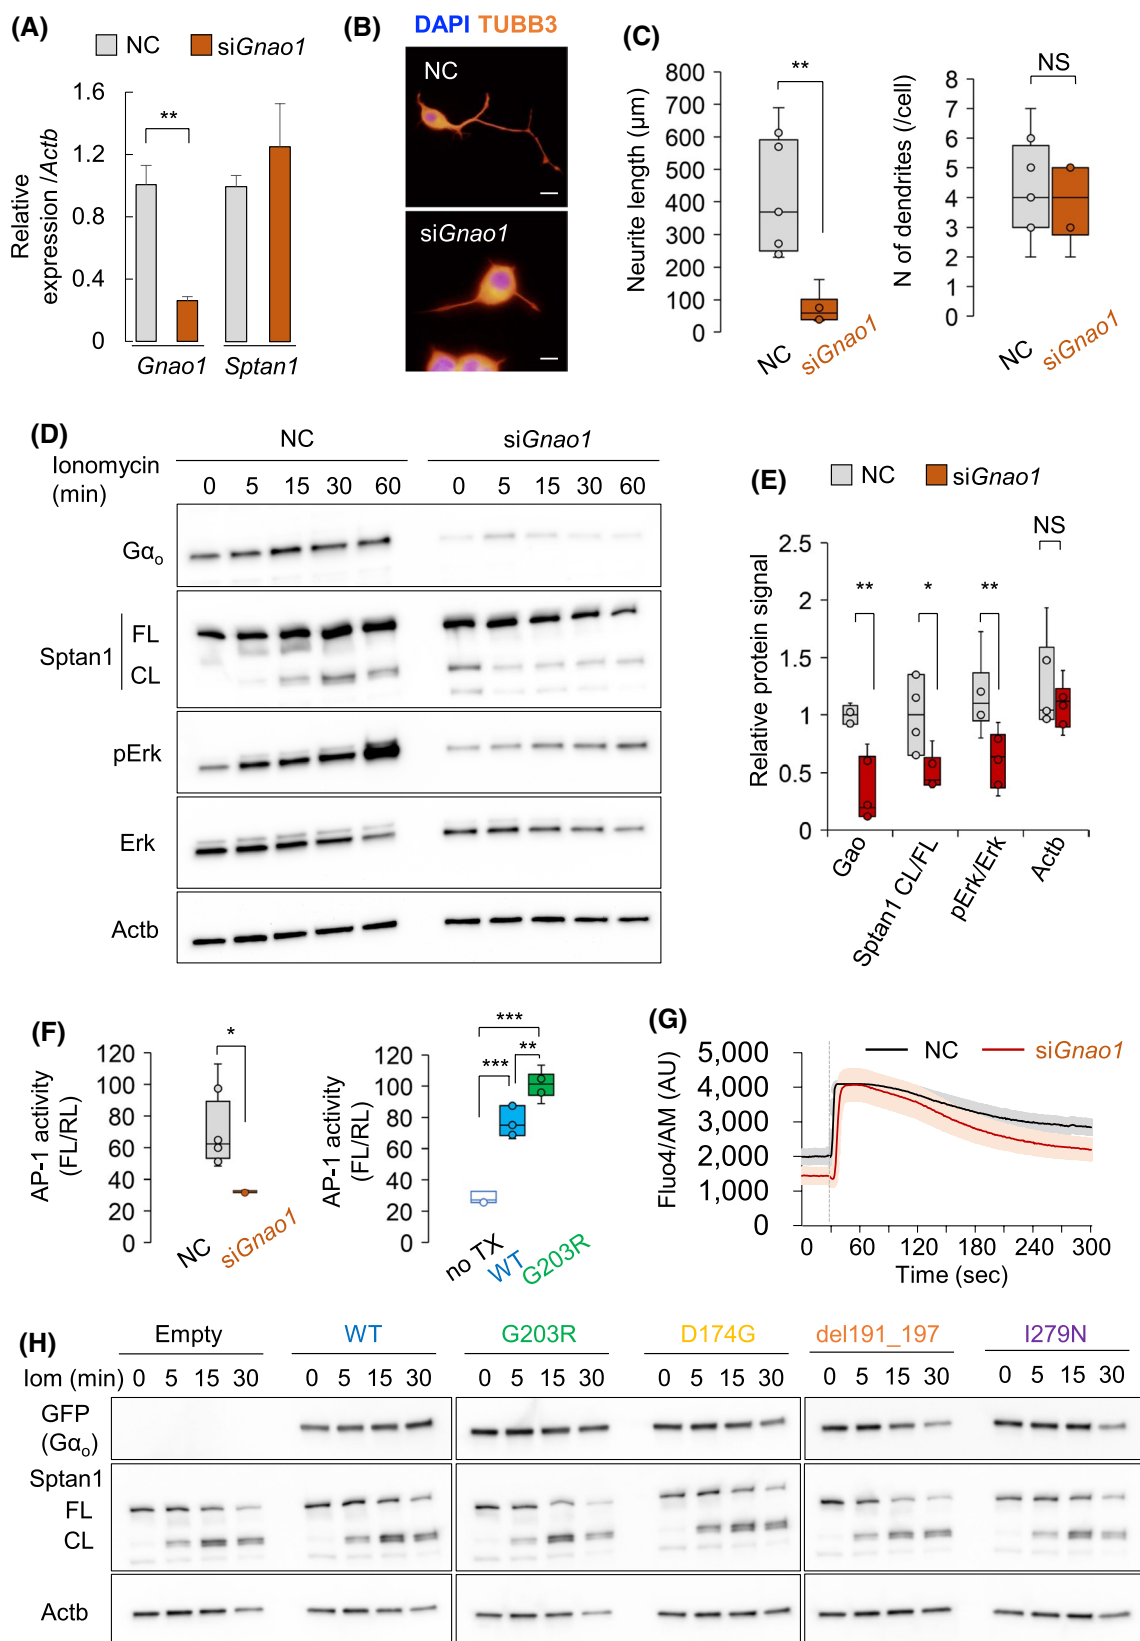 (A)
NC
siGnao1
1.6
1.2
0.8
0.4
0
Relative
expression /Actb
**
Gnao1
Sptan1
(B)
DAPI TUBB3
NC
siGnao1
(C)
Neurite length (μm)
800
700
600
500
400
300
200
100
0
**
NC
siGnao1
N of dendrites (/cell)
8
7
6
5
4
3
2
1
0
NS
NC
siGnao1
(D)
NC
siGnao1
Ionomycin
(min)
0 5 15 30 60 0 5 15 30 60
Gαo
Sptan1
FL
CL
pErk
Erk
Actb
(E)
NC
siGnao1
Relative protein signal
2.5
2
1.5
1
0.5
0
**
*
**
NS
Gao
Sptan1 CL/FL
pErk/Erk
Actb
(F)
AP-1 activity
(FL/RL)
120
100
80
60
40
20
0
*
NC
siGnao1
AP-1 activity
(FL/RL)
120
100
80
60
40
20
0
***
***
**
no TX
WT
G203R
(G)
Fluo4/AM (AU)
5,000
4,000
3,000
2,000
1,000
0
NC
siGnao1
0 60 120 180 240 300
Time (sec)
(H)
Empty WT G203R D174G del191_197 I279N
Iom (min) 0 5 15 30 0 5 15 30 0 5 15 30 0 5 15 30 0 5 15 30 0 5 15 30
GFP
(Gαo)
Sptan1
FL
CL
Actb